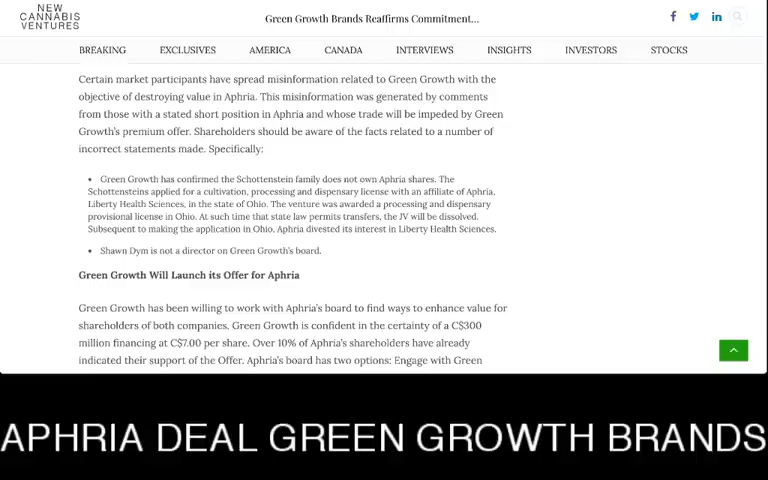 NEW
CANNABIS
VENTURES
Green Growth Brands Reaffirms Commitment...
BREAKING EXCLUSIVES AMERICA CANADA INTERVIEWS INSIGHTS INVESTORS STOCKS
Certain market participants have spread misinformation related to Green Growth with the
objective of destroying value in Aphria. This misinformation was generated by comments
from those with a stated short position in Aphria and whose trade will be impeded by Green
Growth's premium offer. Shareholders should be aware of the facts related to a number of
incorrect statements made. Specifically:
• Green Growth has confirmed the Schottenstein family does not own Aphria shares. The
Schottensteins applied for a cultivation, processing and dispensary license with an affiliate of Aphria,
Liberty Health Sciences, in the state of Ohio. The venture was awarded a processing and dispensary
provisional license in Ohio. At such time that state law permits transfers, the JV will be dissolved.
Subsequent to making the application in Ohio, Aphria divested its interest in Liberty Health Sciences.
• Shawn Dym is not a director on Green Growth's board.
Green Growth Will Launch its Offer for Aphria
Green Growth has been willing to work with Aphria's board to find ways to enhance value for
shareholders of both companies. Green Growth is confident in the certainty of a C$300
million financing at C$7.00 per share. Over 10% of Aphria's shareholders have already
indicated their support of the Offer. Aphria's board has two options: Engage with Green
APHRIA DEAL GREEN GROWTH BRANDS